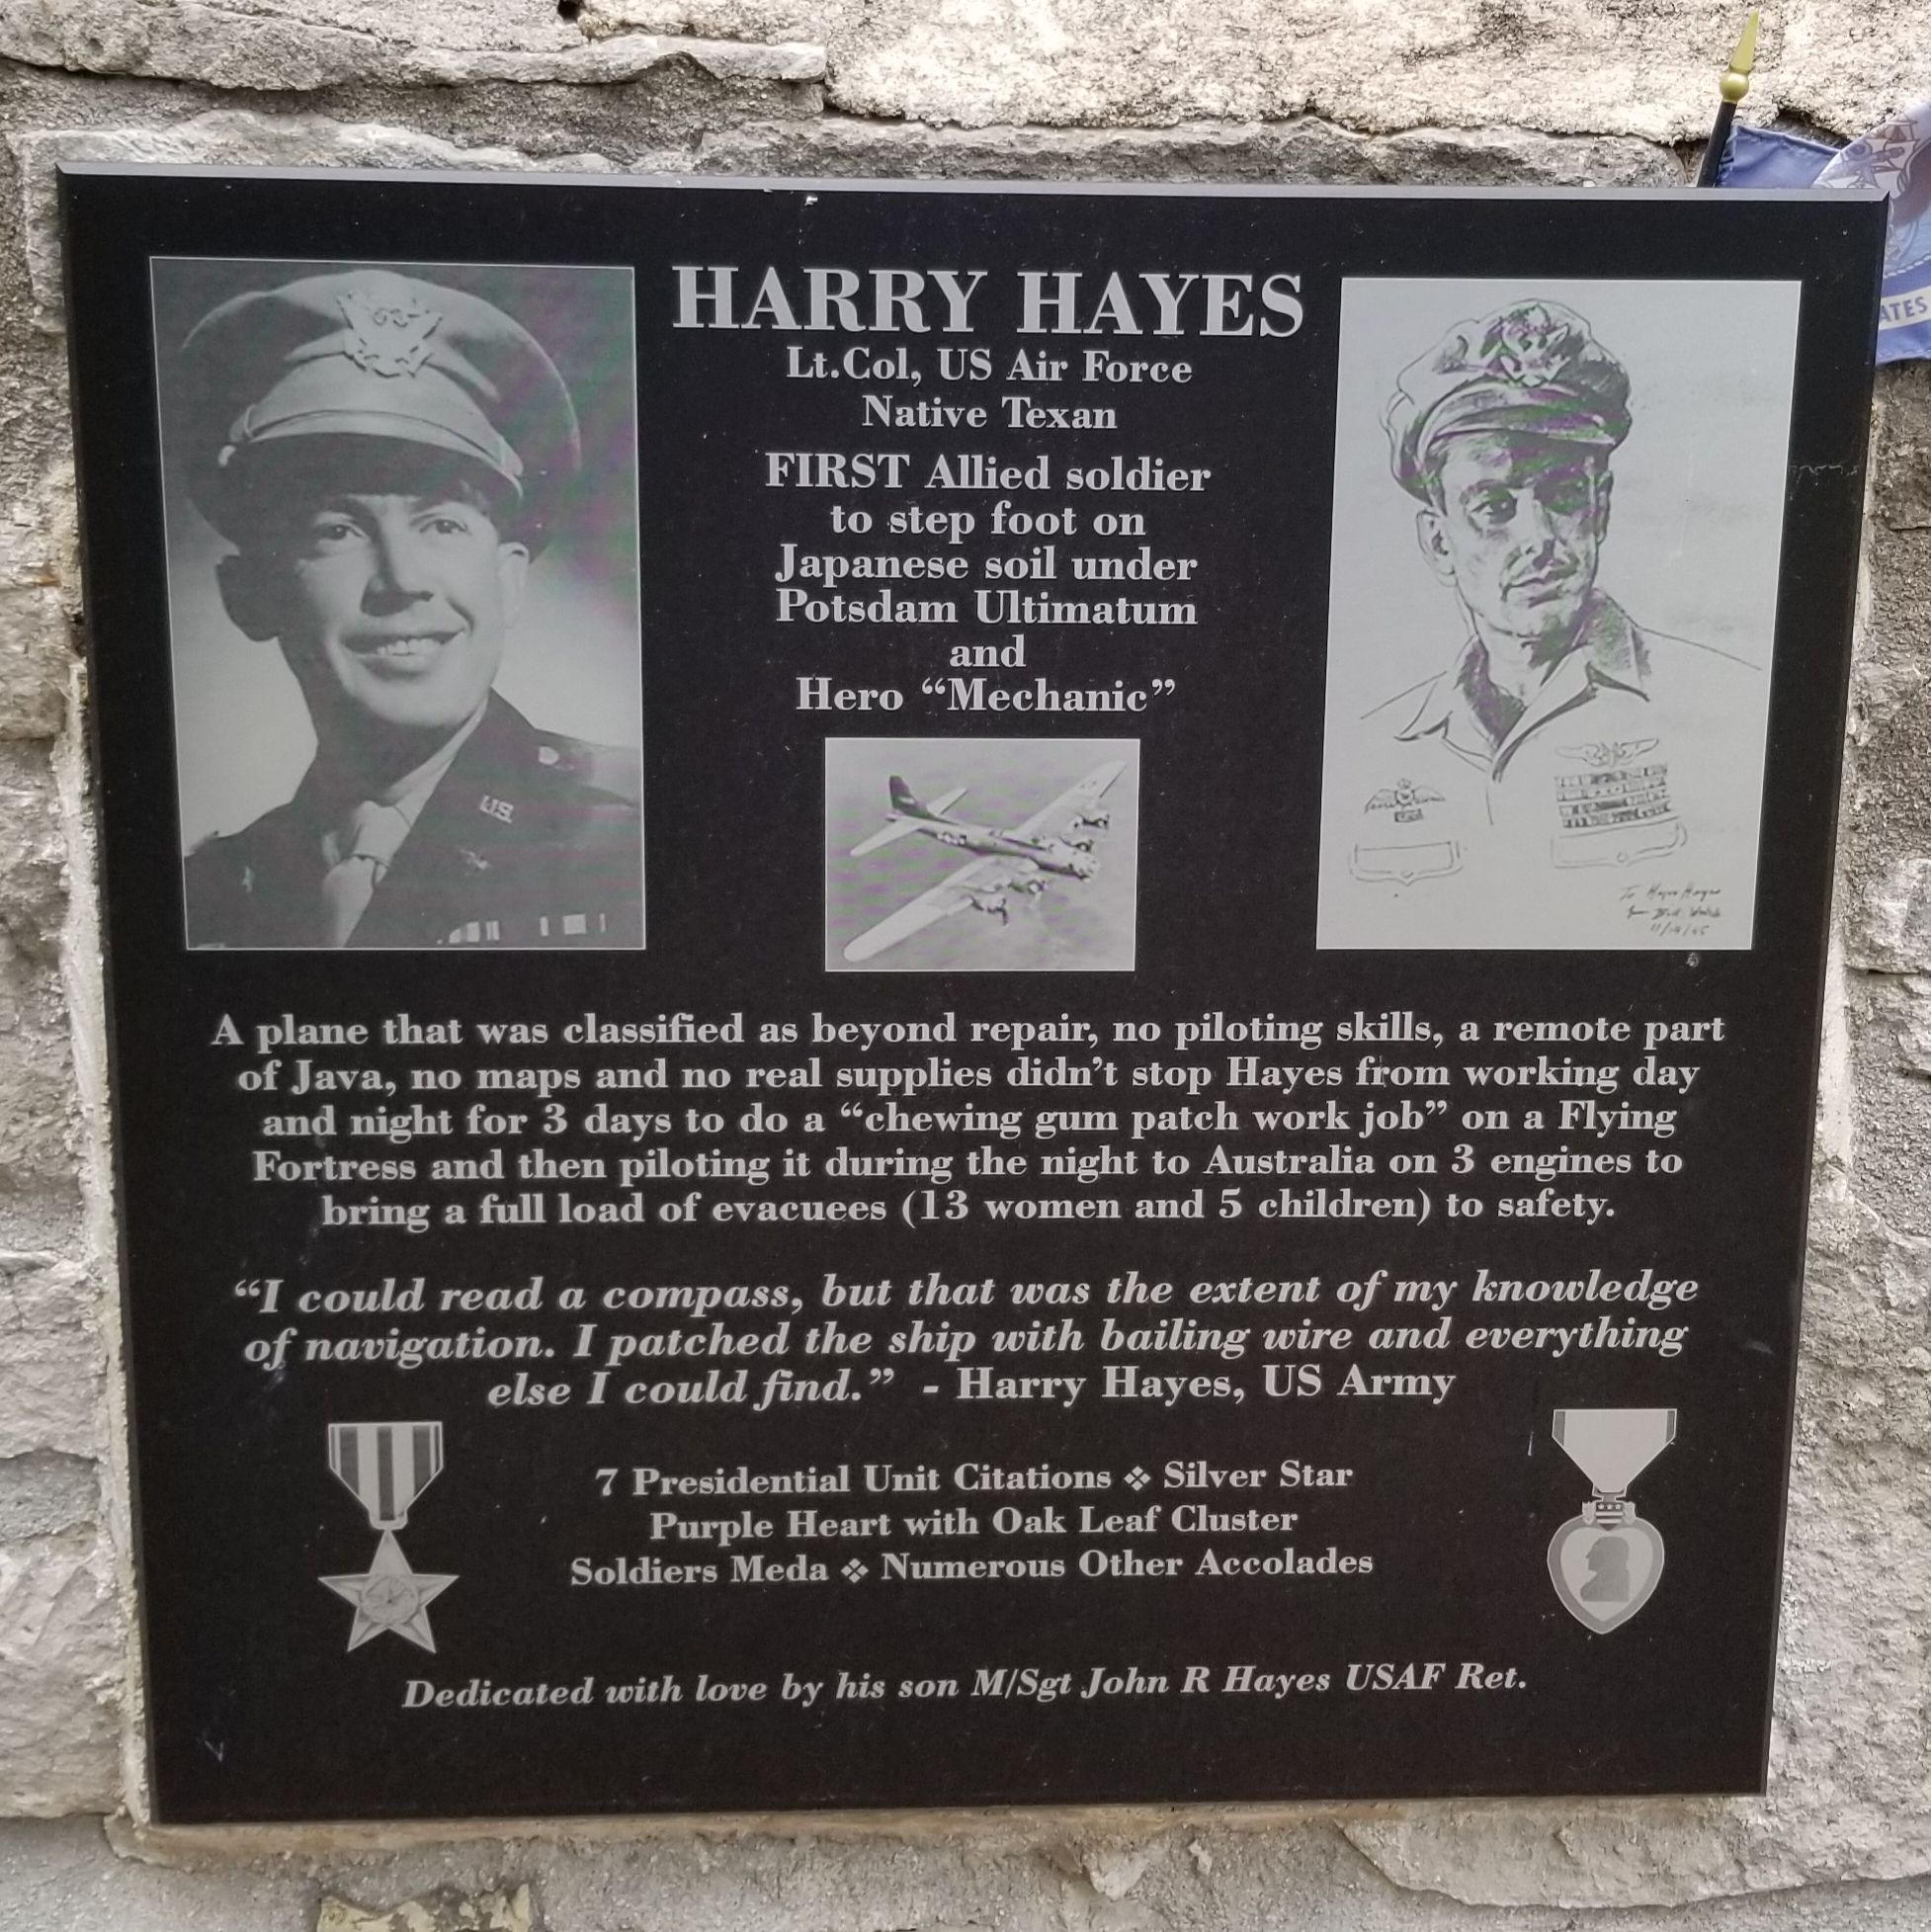 HARRY HAYES
Lt.Col, US Air Force
Native Texan
FIRST Allied soldier
to step foot on
Japanese soil under
Potsdam Ultimatum
and
Hero “Mechanic”
US
To Hayes
11/14/45
ATES
A plane that was classified as beyond repair, no piloting skills, a remote part
of Java, no maps and no real supplies didn’t stop Hayes from working day
and night for 3 days to do a “chewing gum patch work job” on a Flying
Fortress and then piloting it during the night to Australia on 3 engines to
bring a full load of evacuees (13 women and 5 children) to safety.
“I could read a compass, but that was the extent of my knowledge
of navigation. I patched the ship with bailing wire and everything
else I could find.” - Harry Hayes, US Army
7 Presidential Unit Citations ❖ Silver Star
Purple Heart with Oak Leaf Cluster
Soldiers Meda ❖ Numerous Other Accolades
Dedicated with love by his son M/Sgt John R Hayes USAF Ret.